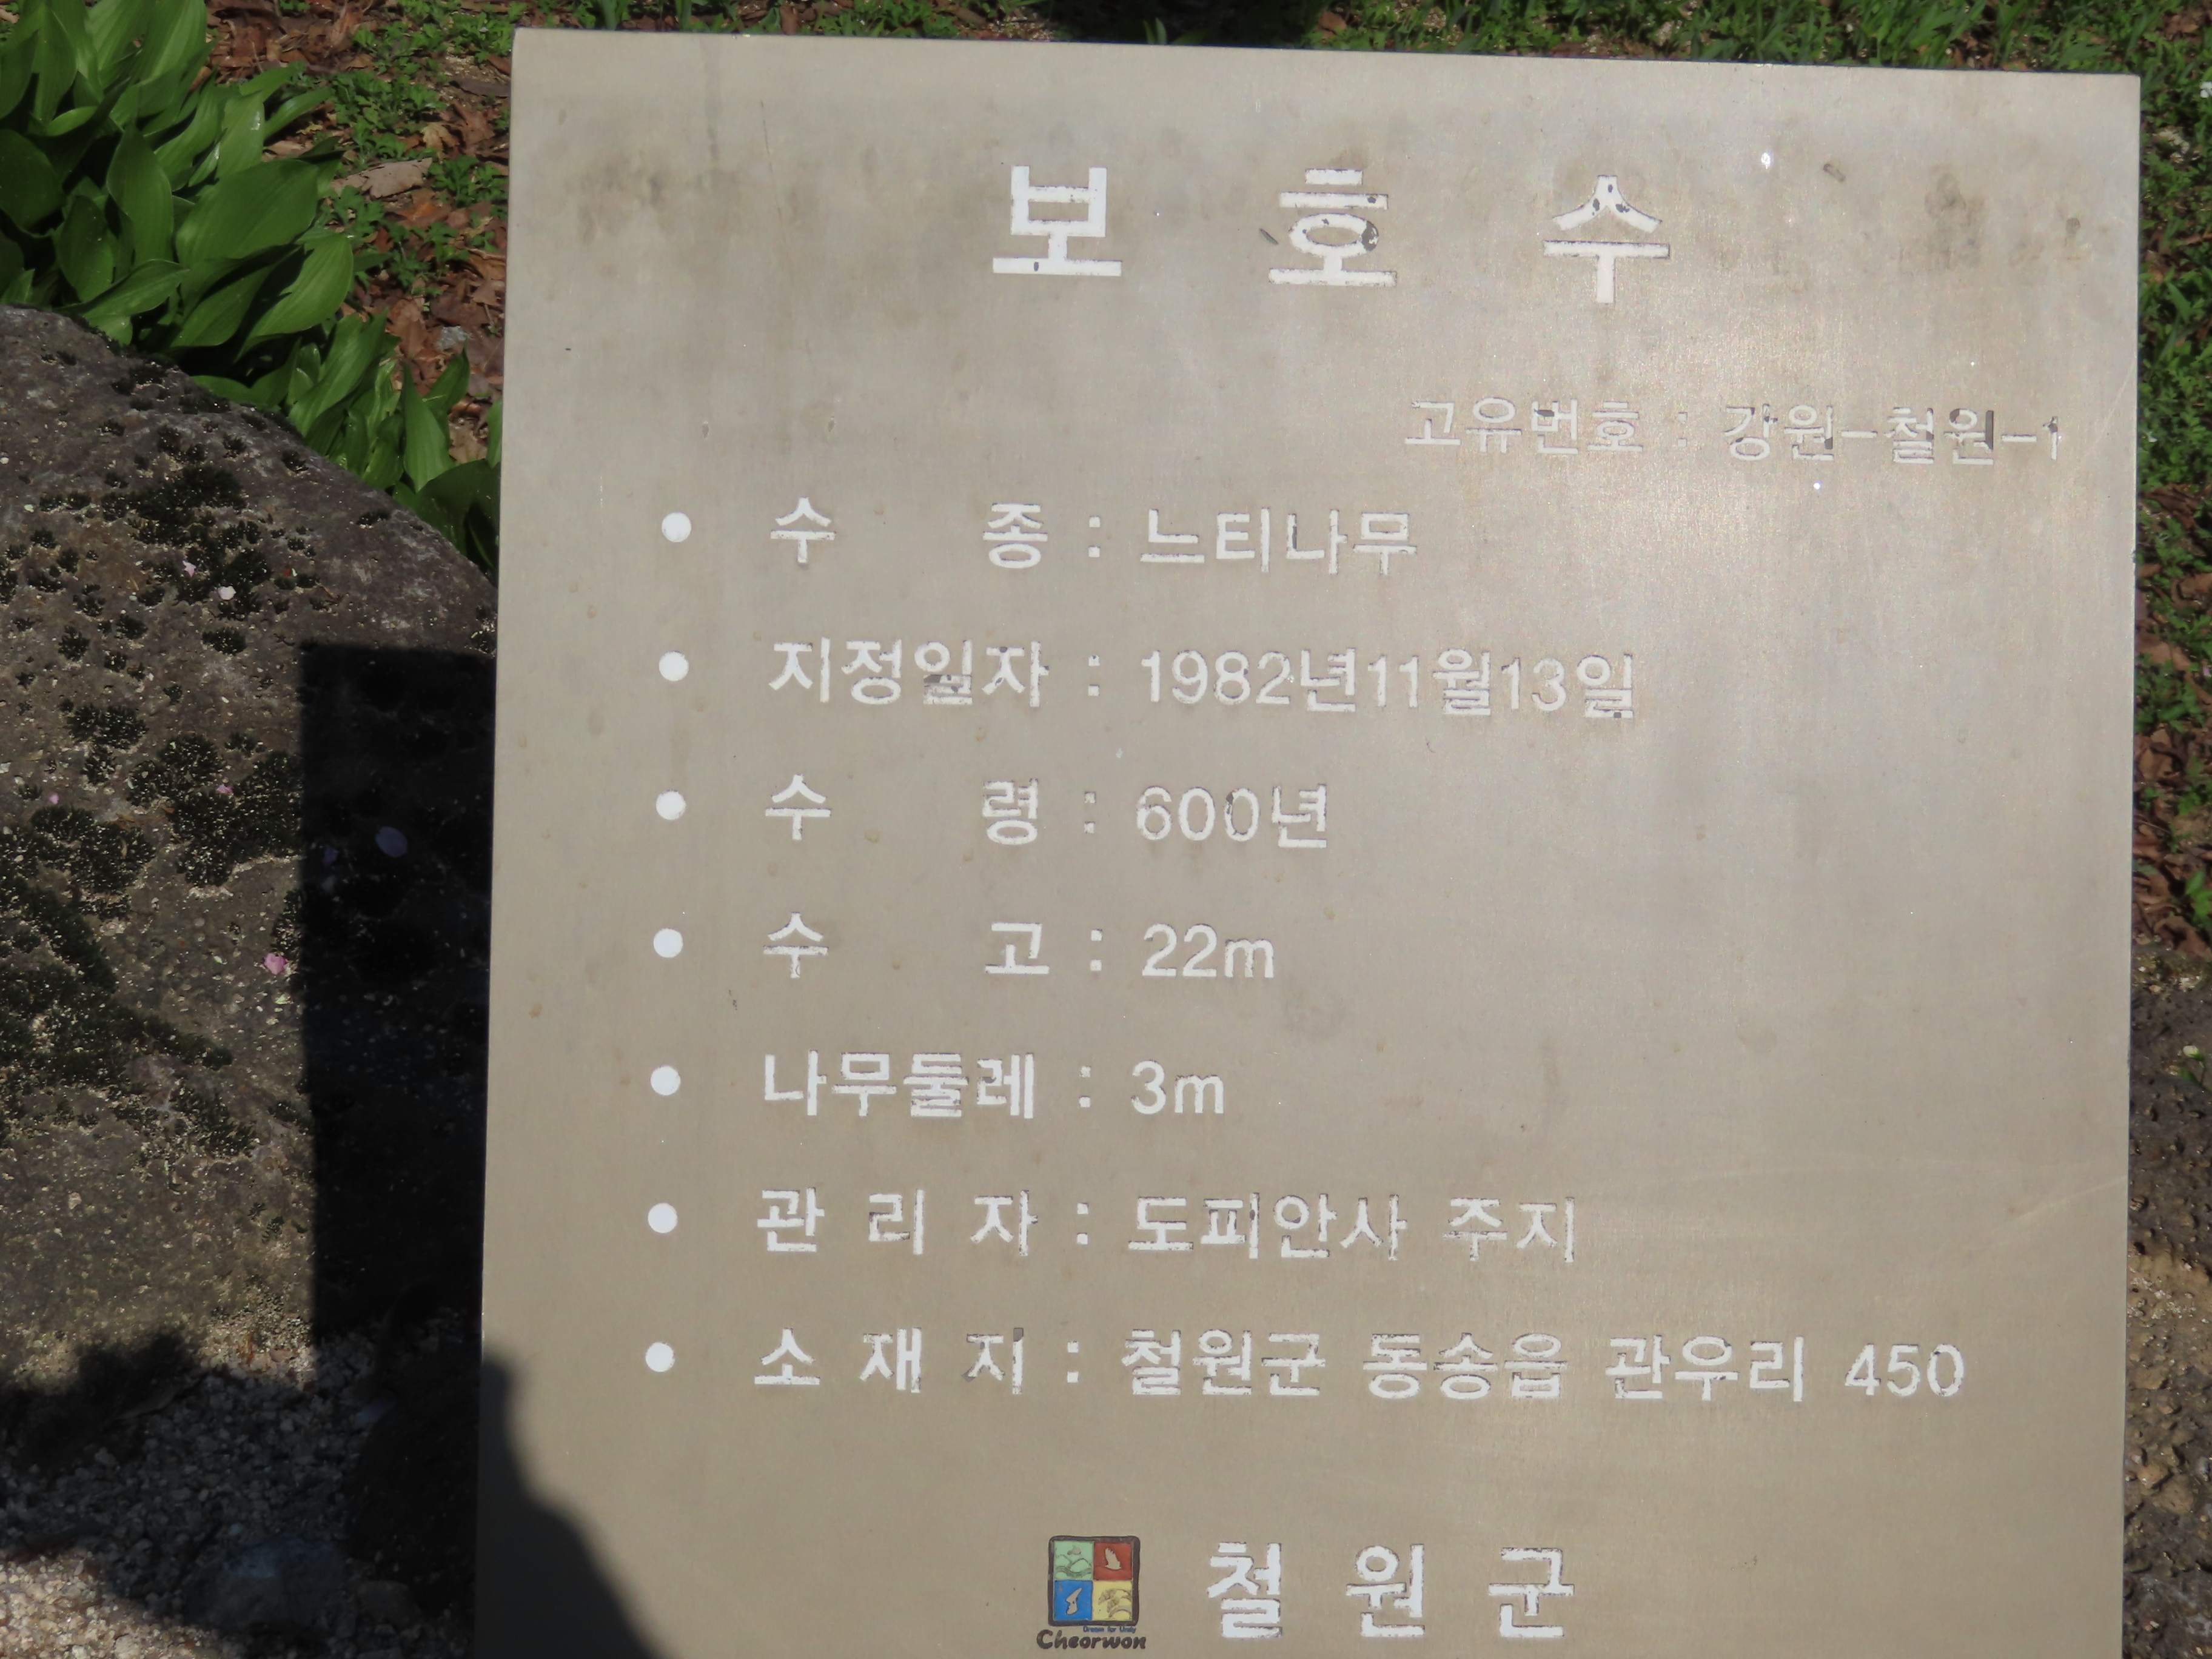 보 호 수
고유번호 : 강원-철원-1
• 수 종 : 느티나무
• 지정일자 : 1982년11월13일
• 수 령 : 600년
• 수 고 : 22m
• 나무둘레 : 3m
• 관 리 자 : 도피안사 주지
• 소 재 지 : 철원군 동송읍 관우리 450
철 원 군
Dream for Unity
Cheorwon